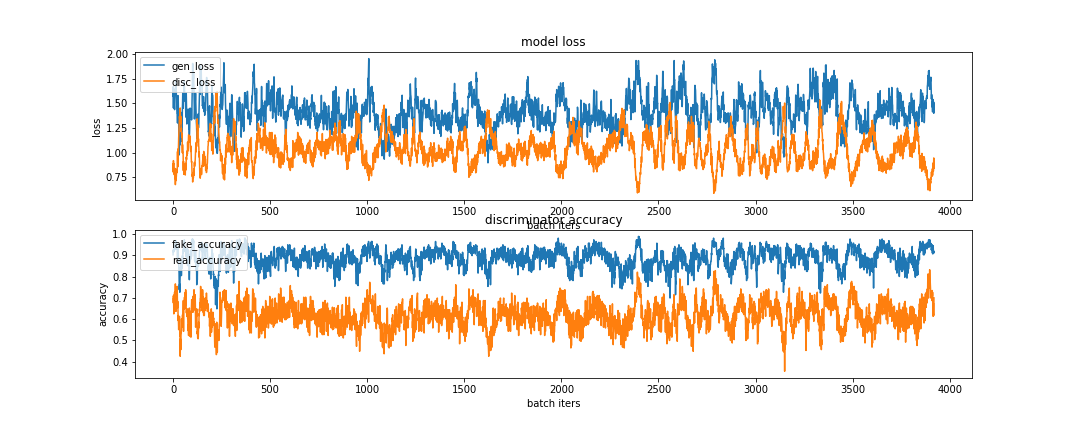 model loss
2.00
1.75
1.50
1.25
1.00
0.75
loss
gen_loss
disc_loss
0 500 1000 1500 2000 2500 3000 3500 4000
batch iters
discriminator accuracy
1.0
0.9
0.8
0.7
0.6
0.5
0.4
accuracy
fake_accuracy
real_accuracy
0 500 1000 1500 2000 2500 3000 3500 4000
batch iters